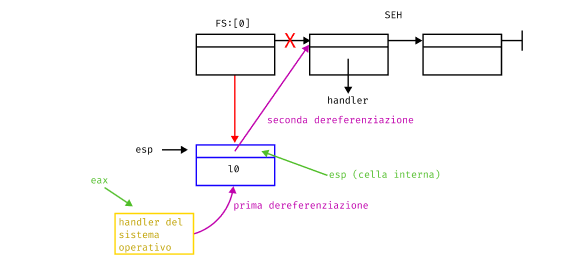 SEH
FS:[0]
handler
seconda dereferenziazione
esp
l0
esp (cella interna)
eax
prima dereferenziazione
handler del
sistema
operativo